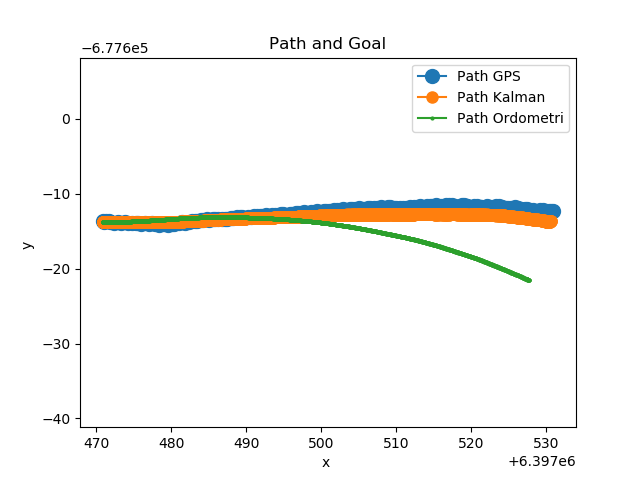 Path and Goal
−6.776e5
Path GPS
Path Kalman
Path Ordometri
0
−10
−20
−30
−40
y
470 480 490 500 510 520 530
x
+6.397e6